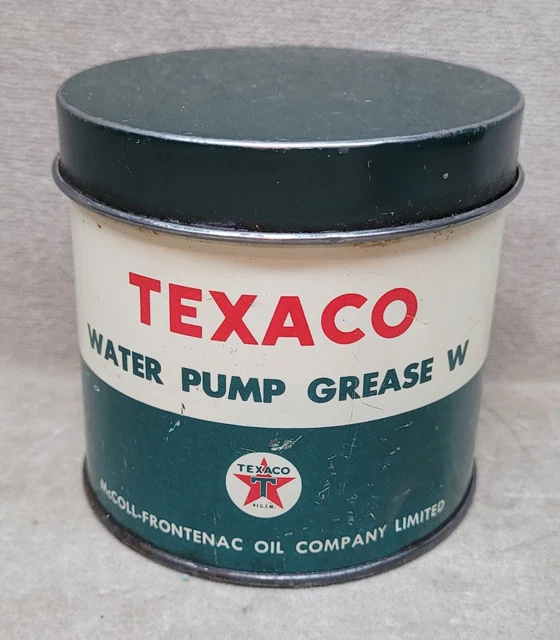 TEXACO
WATER PUMP GREASE W
TEXACO
T
McCOLL-FRONTENAC OIL COMPANY LIMITED